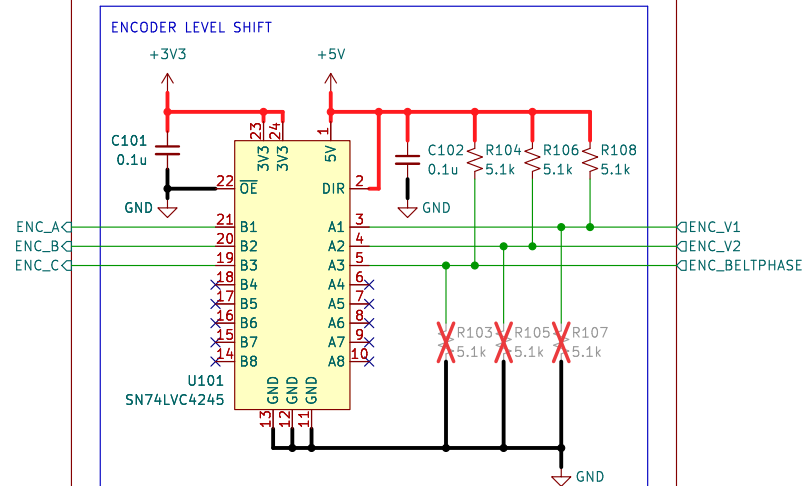 ENCODER LEVEL SHIFT
+3V3
+5V
C101
0.1u
23
24
1
3V3
3V3
5V
C102
0.1u
R104
5.1k
R106
5.1k
R108
5.1k
22
OE
DIR
2
GND
GND
ENC_A
21
B1
A1
3
ENC_V1
ENC_B
20
B2
A2
4
ENC_V2
ENC_C
19
B3
A3
5
ENC_BELTPHASE
18
B4
A4
6
17
B5
A5
7
16
B6
A6
8
15
B7
A7
9
14
B8
A8
10
R103
5.1k
R105
5.1k
R107
5.1k
U101
SN74LVC4245
GND
GND
GND
13
12
11
GND